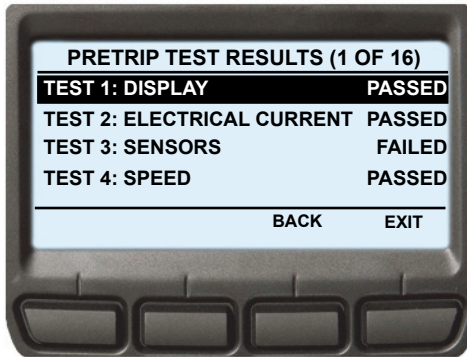 PRETRIP TEST RESULTS (1 OF 16)
TEST 1: DISPLAY PASSED
TEST 2: ELECTRICAL CURRENT PASSED
TEST 3: SENSORS FAILED
TEST 4: SPEED PASSED
BACK EXIT